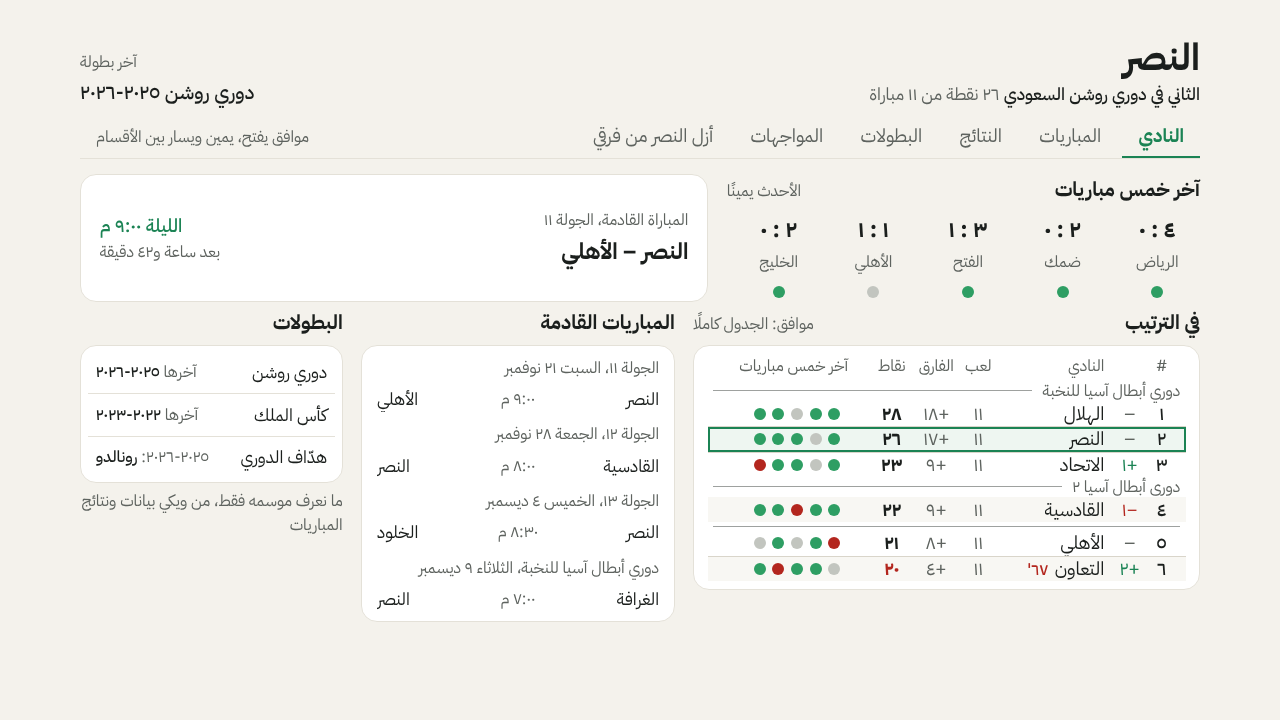 النصر
الثاني في دوري روشن السعودي ٢٦ نقطة من ١١ مباراة
آخر بطولة
دوري روشن ٢٠٢٥-٢٠٢٦
النادي المباريات النتائج البطولات المواجهات أزل النصر من فرقي
موافق يفتح، يمين ويسار بين الأقسام
آخر خمس مباريات الأحدث يمينًا
٤ : ٠ ٢ : ٠ ٣ : ١ ١ : ١ ٢ : ٠
الرياض ضمك الفتح الأهلي الخليج
المباراة القادمة، الجولة ١١
النصر – الأهلي
الليلة ٩:٠٠ م
بعد ساعة و٤٢ دقيقة
في الترتيب موافق: الجدول كاملًا
# النادي لعب الفارق نقاط آخر خمس مباريات
دوري أبطال آسيا للنخبة
١ – الهلال ١١ +١٨ ٢٨
٢ – النصر ١١ +١٧ ٢٦
٣ +١ الاتحاد ١١ +٩ ٢٣
دوري أبطال آسيا ٢
٤ −١ القادسية ١١ +٩ ٢٢
٥ – الأهلي ١١ +٨ ٢١
٦ +٢ التعاون ٦٧' ١١ +٤ ٢٠
المباريات القادمة
الجولة ١١، السبت ٢١ نوفمبر
النصر ٩:٠٠ م الأهلي
الجولة ١٢، الجمعة ٢٨ نوفمبر
القادسية ٨:٠٠ م النصر
الجولة ١٣، الخميس ٤ ديسمبر
النصر ٨:٣٠ م الخلود
دوري أبطال آسيا للنخبة، الثلاثاء ٩ ديسمبر
الغرافة ٧:٠٠ م النصر
البطولات
دوري روشن آخرها ٢٠٢٥-٢٠٢٦
كأس الملك آخرها ٢٠٢٢-٢٠٢٣
هدّاف الدوري ٢٠٢٥-٢٠٢٦: رونالدو
ما نعرف موسمه فقط، من ويكي بيانات ونتائج
المباريات